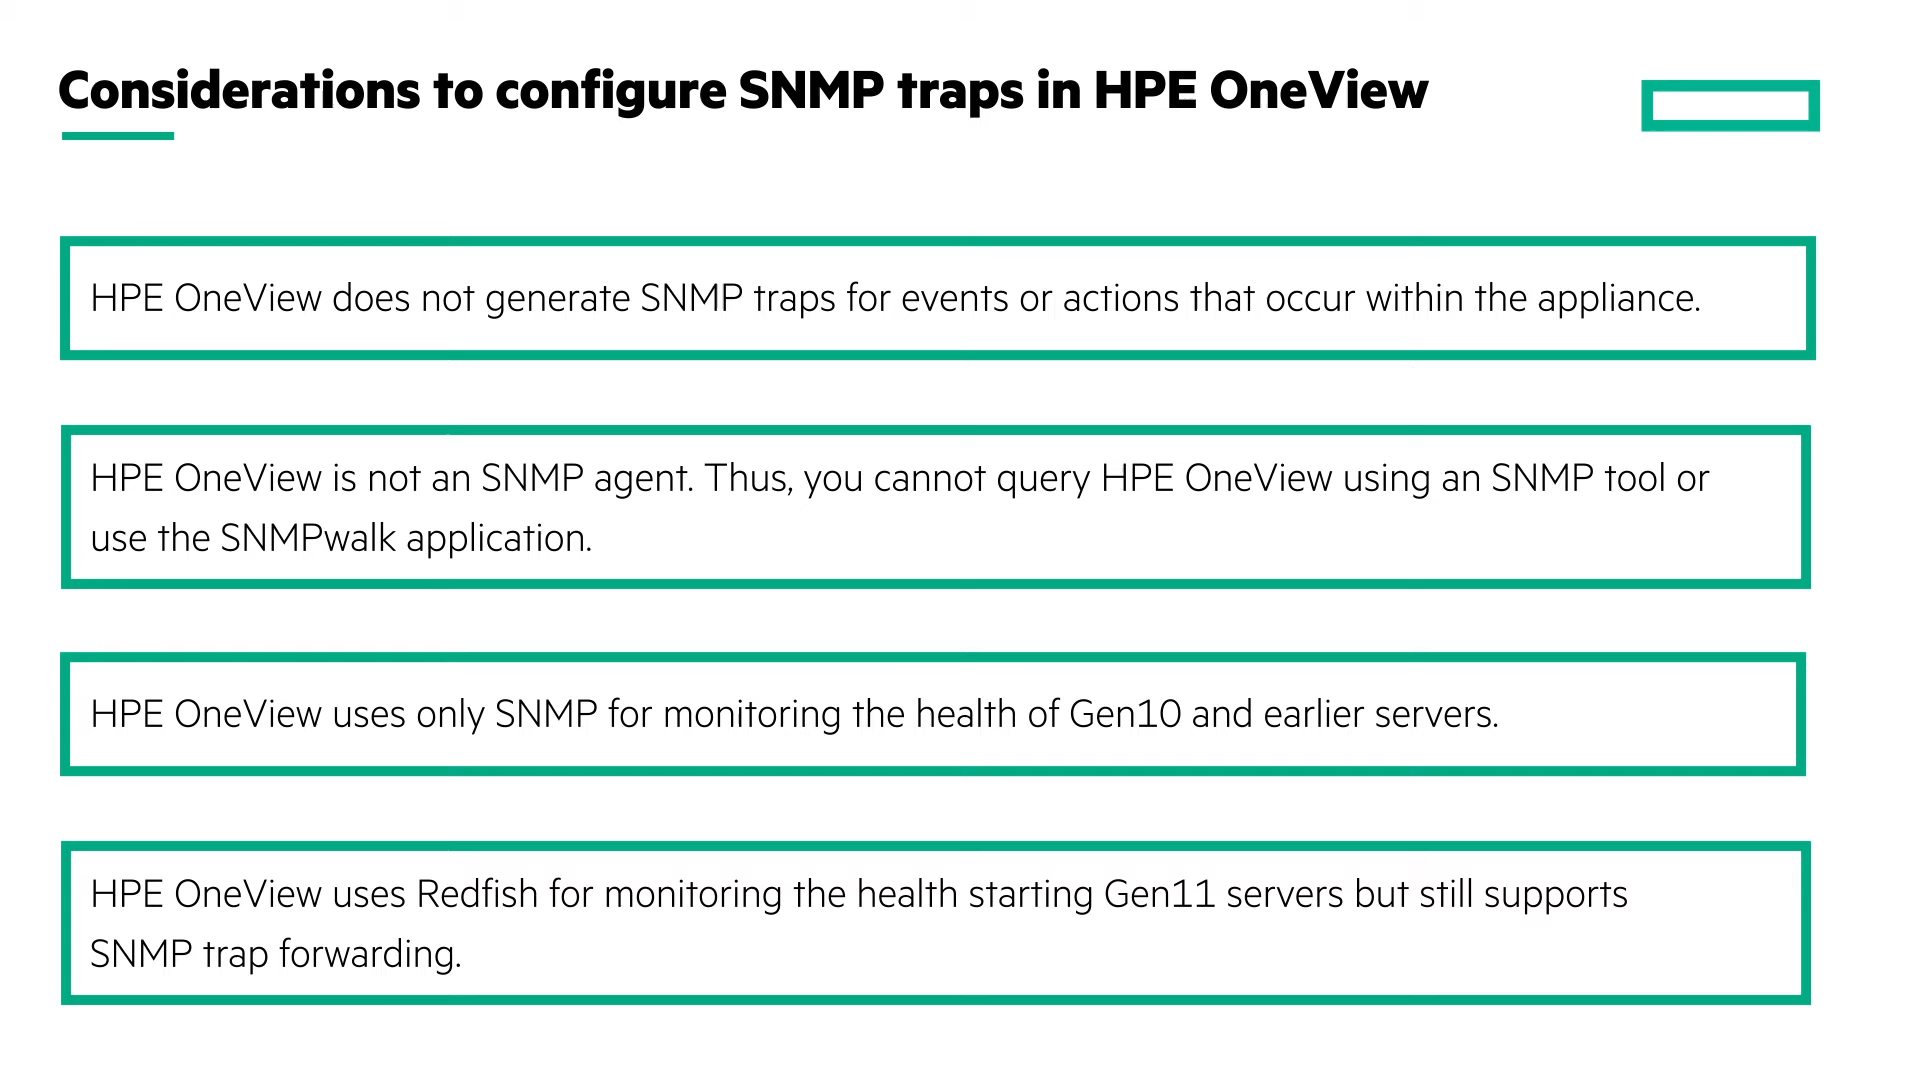 Considerations to configure SNMP traps in HPE OneView
HPE OneView does not generate SNMP traps for events or actions that occur within the appliance.
HPE OneView is not an SNMP agent. Thus, you cannot query HPE OneView using an SNMP tool or
use the SNMPwalk application.
HPE OneView uses only SNMP for monitoring the health of Gen10 and earlier servers.
HPE OneView uses Redfish for monitoring the health starting Gen11 servers but still supports
SNMP trap forwarding.